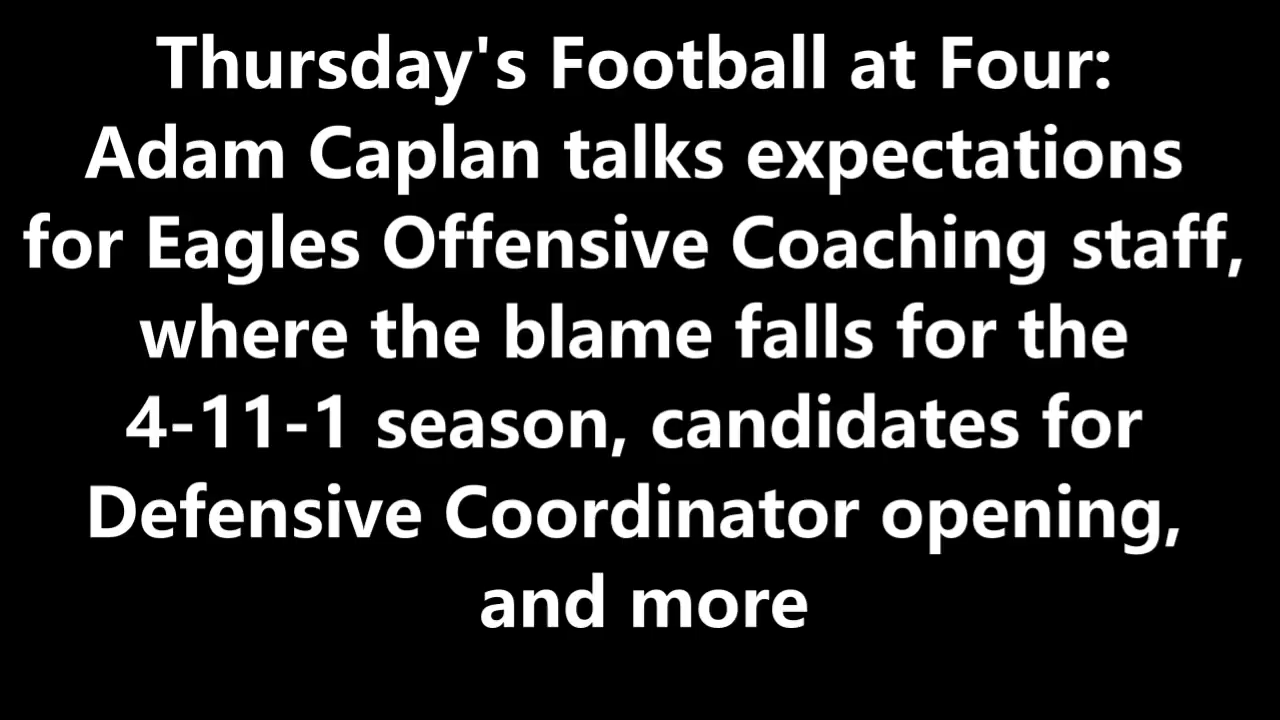 Thursday's Football at Four:
Adam Caplan talks expectations
for Eagles Offensive Coaching staff,
where the blame falls for the
4-11-1 season, candidates for
Defensive Coordinator opening,
and more